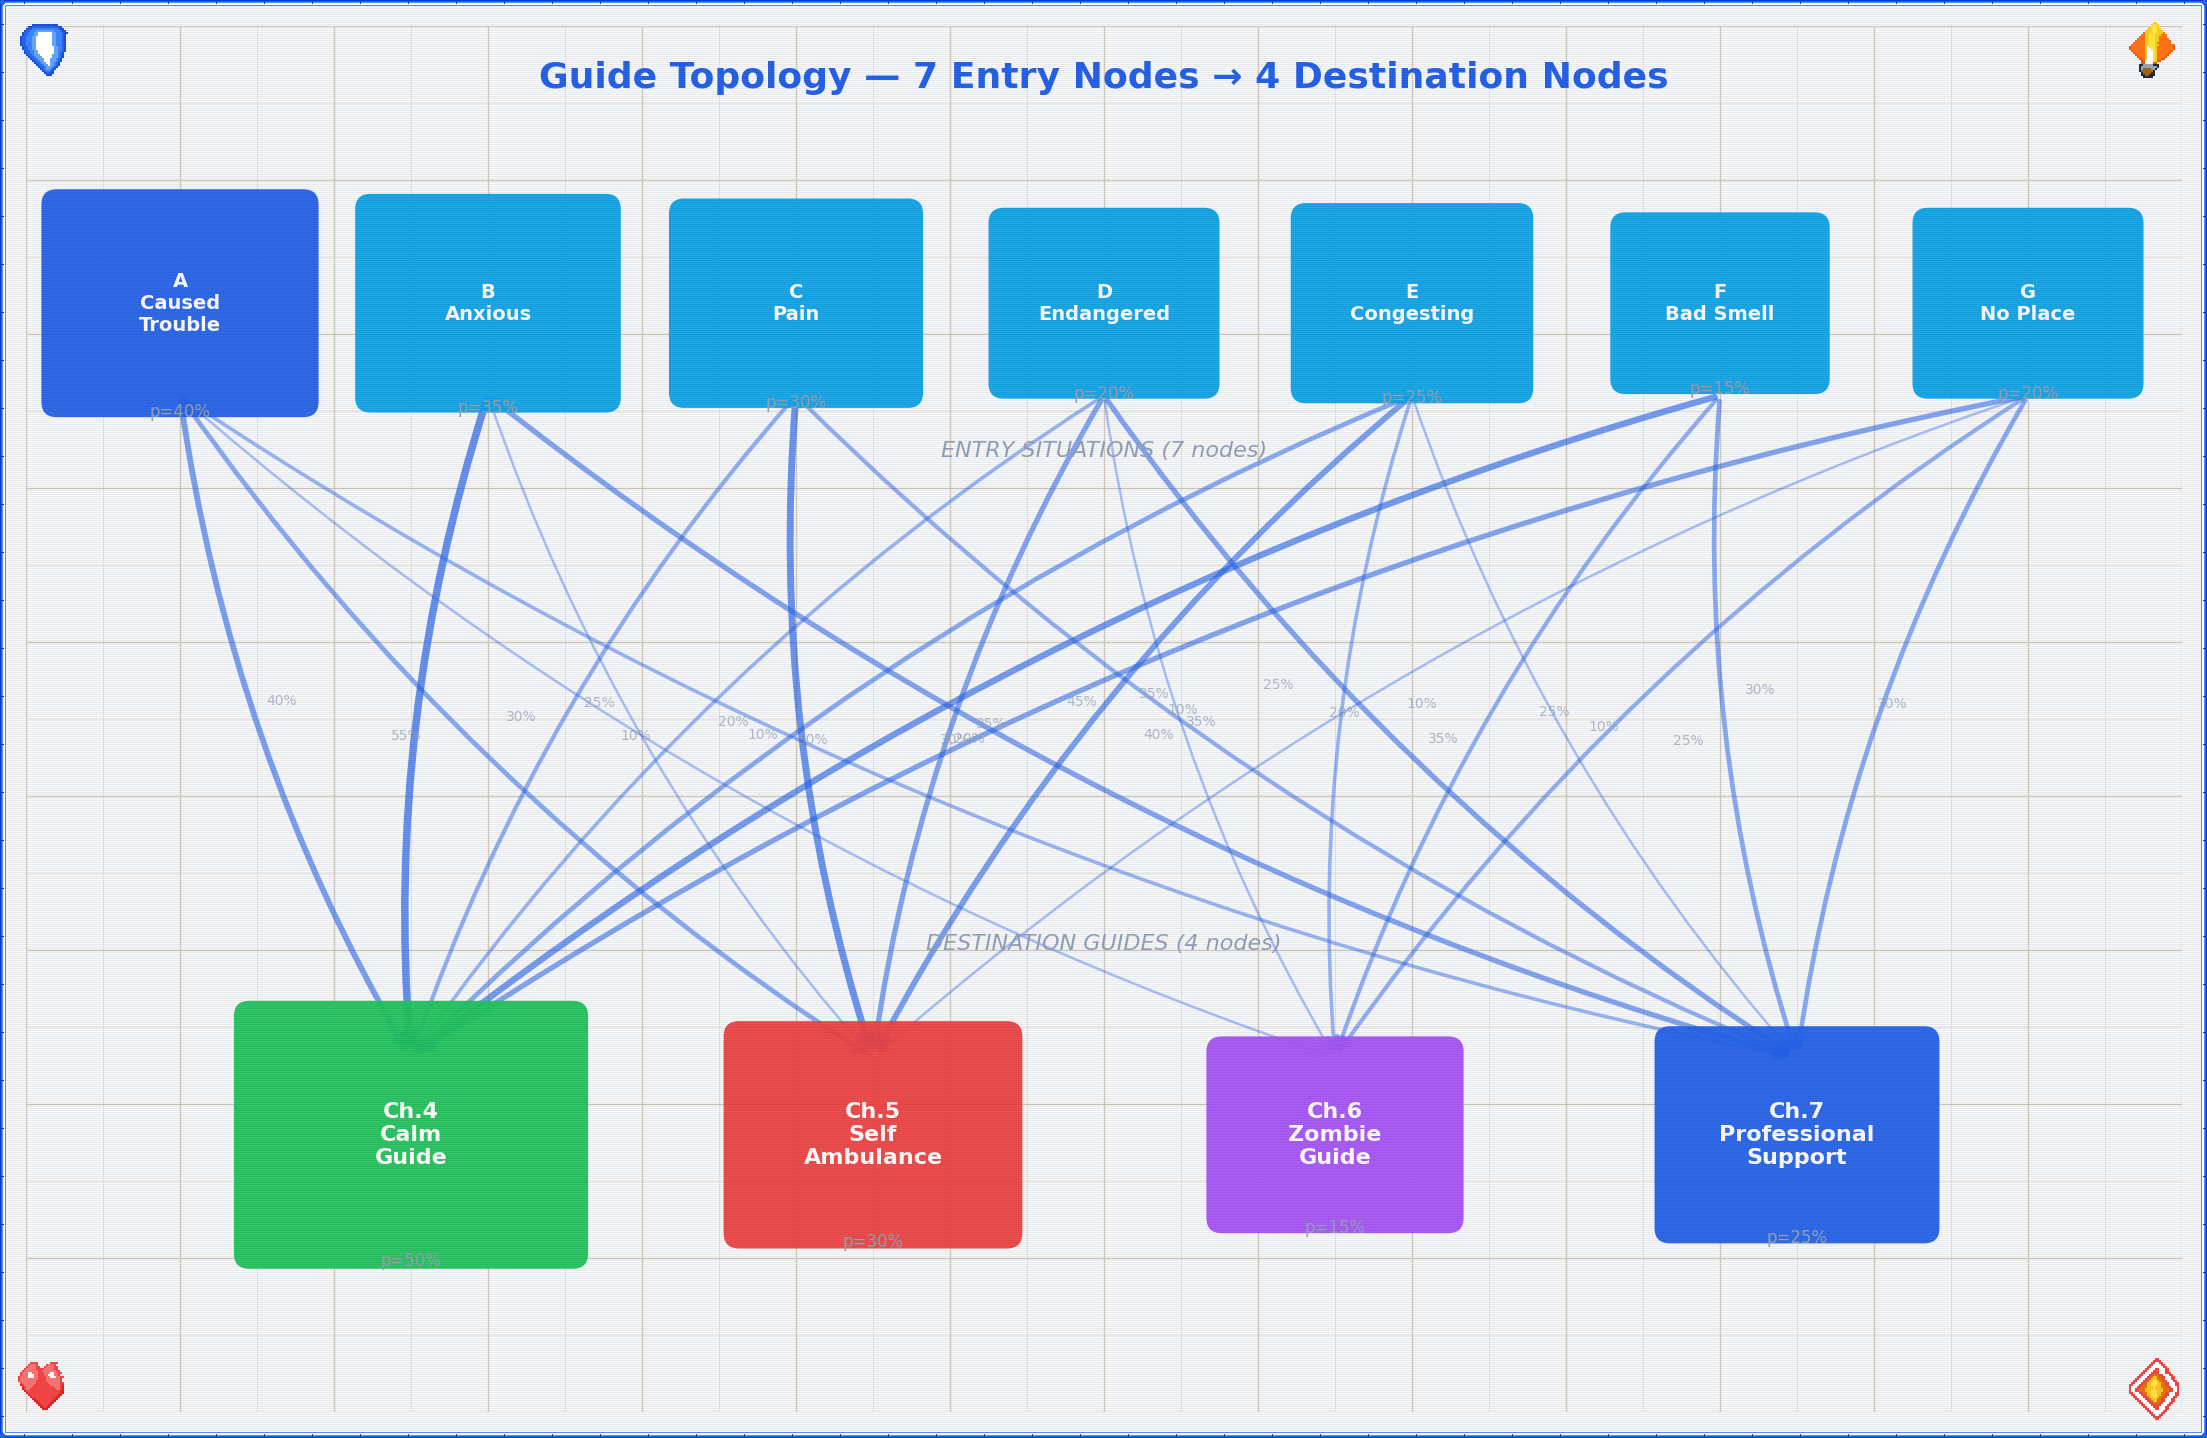 Guide Topology — 7 Entry Nodes → 4 Destination Nodes
A
Caused
Trouble
p=40%
B
Anxious
p=35%
C
Pain
p=30%
D
Endangered
p=20%
E
Congesting
p=25%
F
Bad Smell
p=15%
G
No Place
p=20%
ENTRY SITUATIONS (7 nodes)
40%
55%
30%
25%
10%
20%
10%
35%
20%
45%
35%
10%
35%
40%
25%
20%
10%
35%
25%
10%
25%
30%
30%
DESTINATION GUIDES (4 nodes)
Ch.4
Calm
Guide
p=50%
Ch.5
Self
Ambulance
p=30%
Ch.6
Zombie
Guide
p=15%
Ch.7
Professional
Support
p=25%